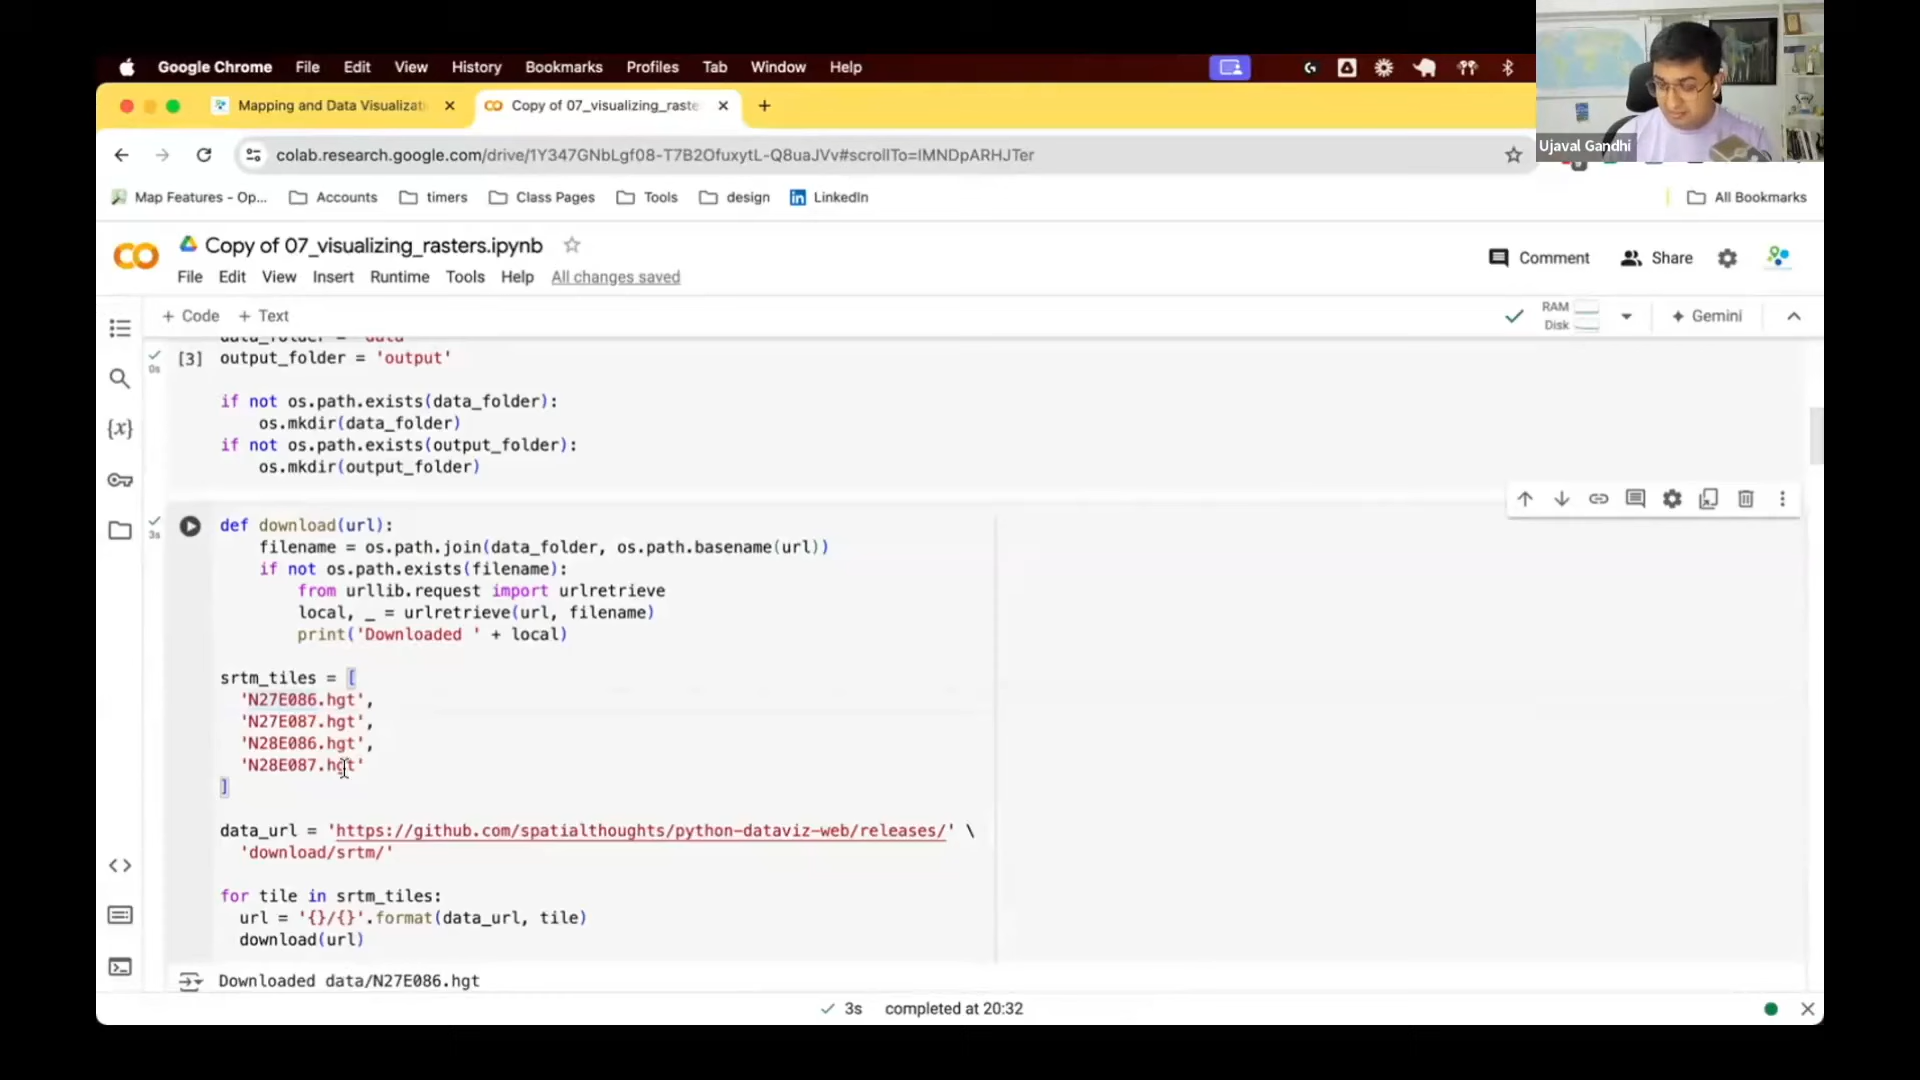 Google Chrome File Edit View History Bookmarks Profiles Tab Window Help
Mapping and Data Visualizati
Copy of 07_visualizing_raste
colab.research.google.com/drive/1Y347GNbLgf08-T7B2OfuxytL-Q8uaJVv#scrollTo=IMNDpARHJTer
Ujaval Gandhi
Map Features - Op... Accounts timers Class Pages Tools design LinkedIn All Bookmarks
Copy of 07_visualizing_rasters.ipynb
Comment Share
File Edit View Insert Runtime Tools Help All changes saved
+ Code + Text
RAM
Disk
Gemini
data_folder = 'data'
[3] output_folder = 'output'
0s
if not os.path.exists(data_folder):
os.mkdir(data_folder)
if not os.path.exists(output_folder):
os.mkdir(output_folder)
3s
def download(url):
filename = os.path.join(data_folder, os.path.basename(url))
if not os.path.exists(filename):
from urllib.request import urlretrieve
local, _ = urlretrieve(url, filename)
print('Downloaded ' + local)
srtm_tiles = [
'N27E086.hgt',
'N27E087.hgt',
'N28E086.hgt',
'N28E087.hgt'
]
data_url = 'https://github.com/spatialthoughts/python-dataviz-web/releases/' \
'download/srtm/'
for tile in srtm_tiles:
url = '{}/{}'.format(data_url, tile)
download(url)
Downloaded data/N27E086.hgt
3s completed at 20:32